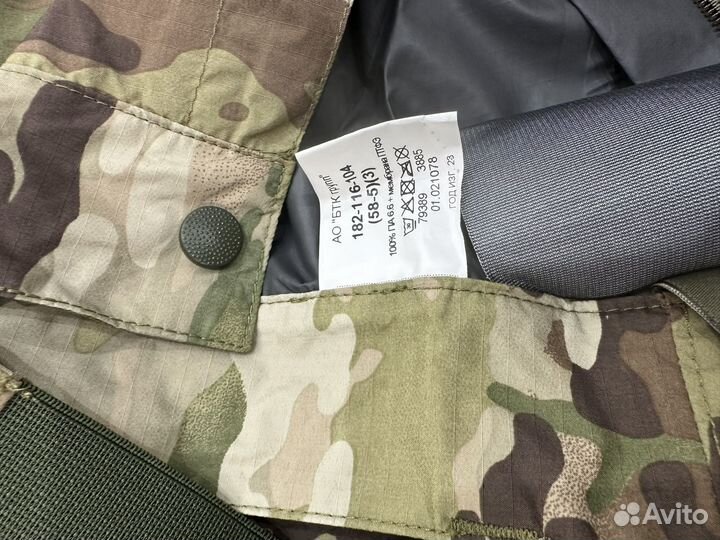 АО "БТК групп"
182-116-104
(58-5)(3)
100% ПА 6.6 + мембрана ПТФЭ
79389 3885
01.021078
ГОД ИЗГ. 23
Avito